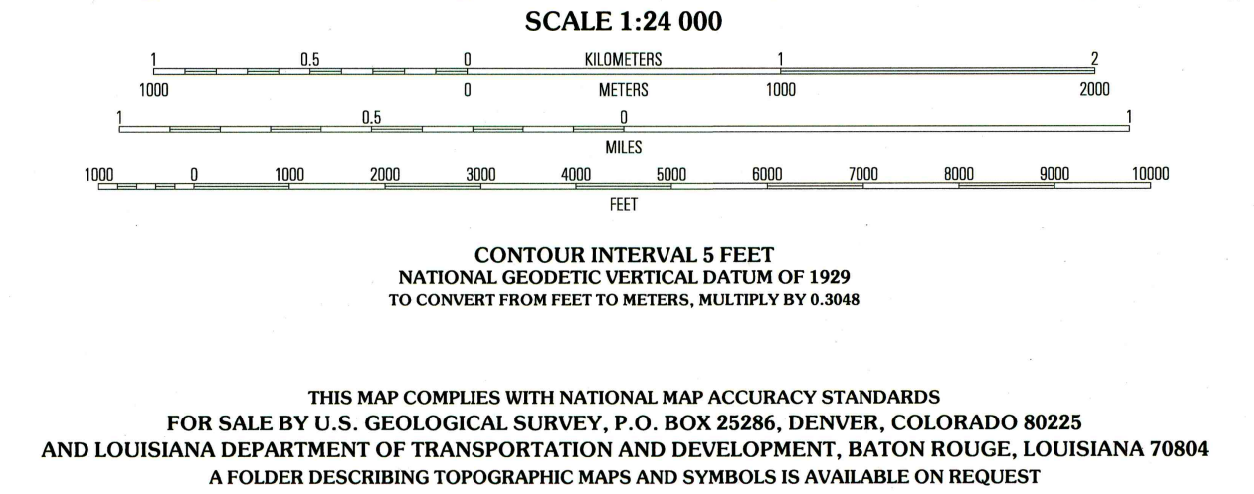 SCALE 1:24 000
1 0.5 0 KILOMETERS 1 2
1000 0 METERS 1000 2000
1 0.5 0 1
MILES
1000 0 1000 2000 3000 4000 5000 6000 7000 8000 9000 10000
FEET
CONTOUR INTERVAL 5 FEET
NATIONAL GEODETIC VERTICAL DATUM OF 1929
TO CONVERT FROM FEET TO METERS, MULTIPLY BY 0.3048
THIS MAP COMPLIES WITH NATIONAL MAP ACCURACY STANDARDS
FOR SALE BY U.S. GEOLOGICAL SURVEY, P.O. BOX 25286, DENVER, COLORADO 80225
AND LOUISIANA DEPARTMENT OF TRANSPORTATION AND DEVELOPMENT, BATON ROUGE, LOUISIANA 70804
A FOLDER DESCRIBING TOPOGRAPHIC MAPS AND SYMBOLS IS AVAILABLE ON REQUEST